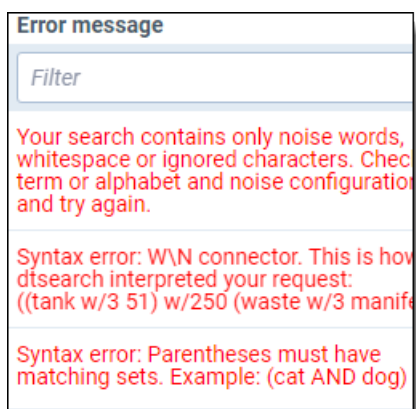 Error message
Filter
Your search contains only noise words,
whitespace or ignored characters. Chec
term or alphabet and noise configuration
and try again.
Syntax error: W\N connector. This is how
dtsearch interpreted your request:
((tank w/3 51) w/250 (waste w/3 manife
Syntax error: Parentheses must have
matching sets. Example: (cat AND dog)